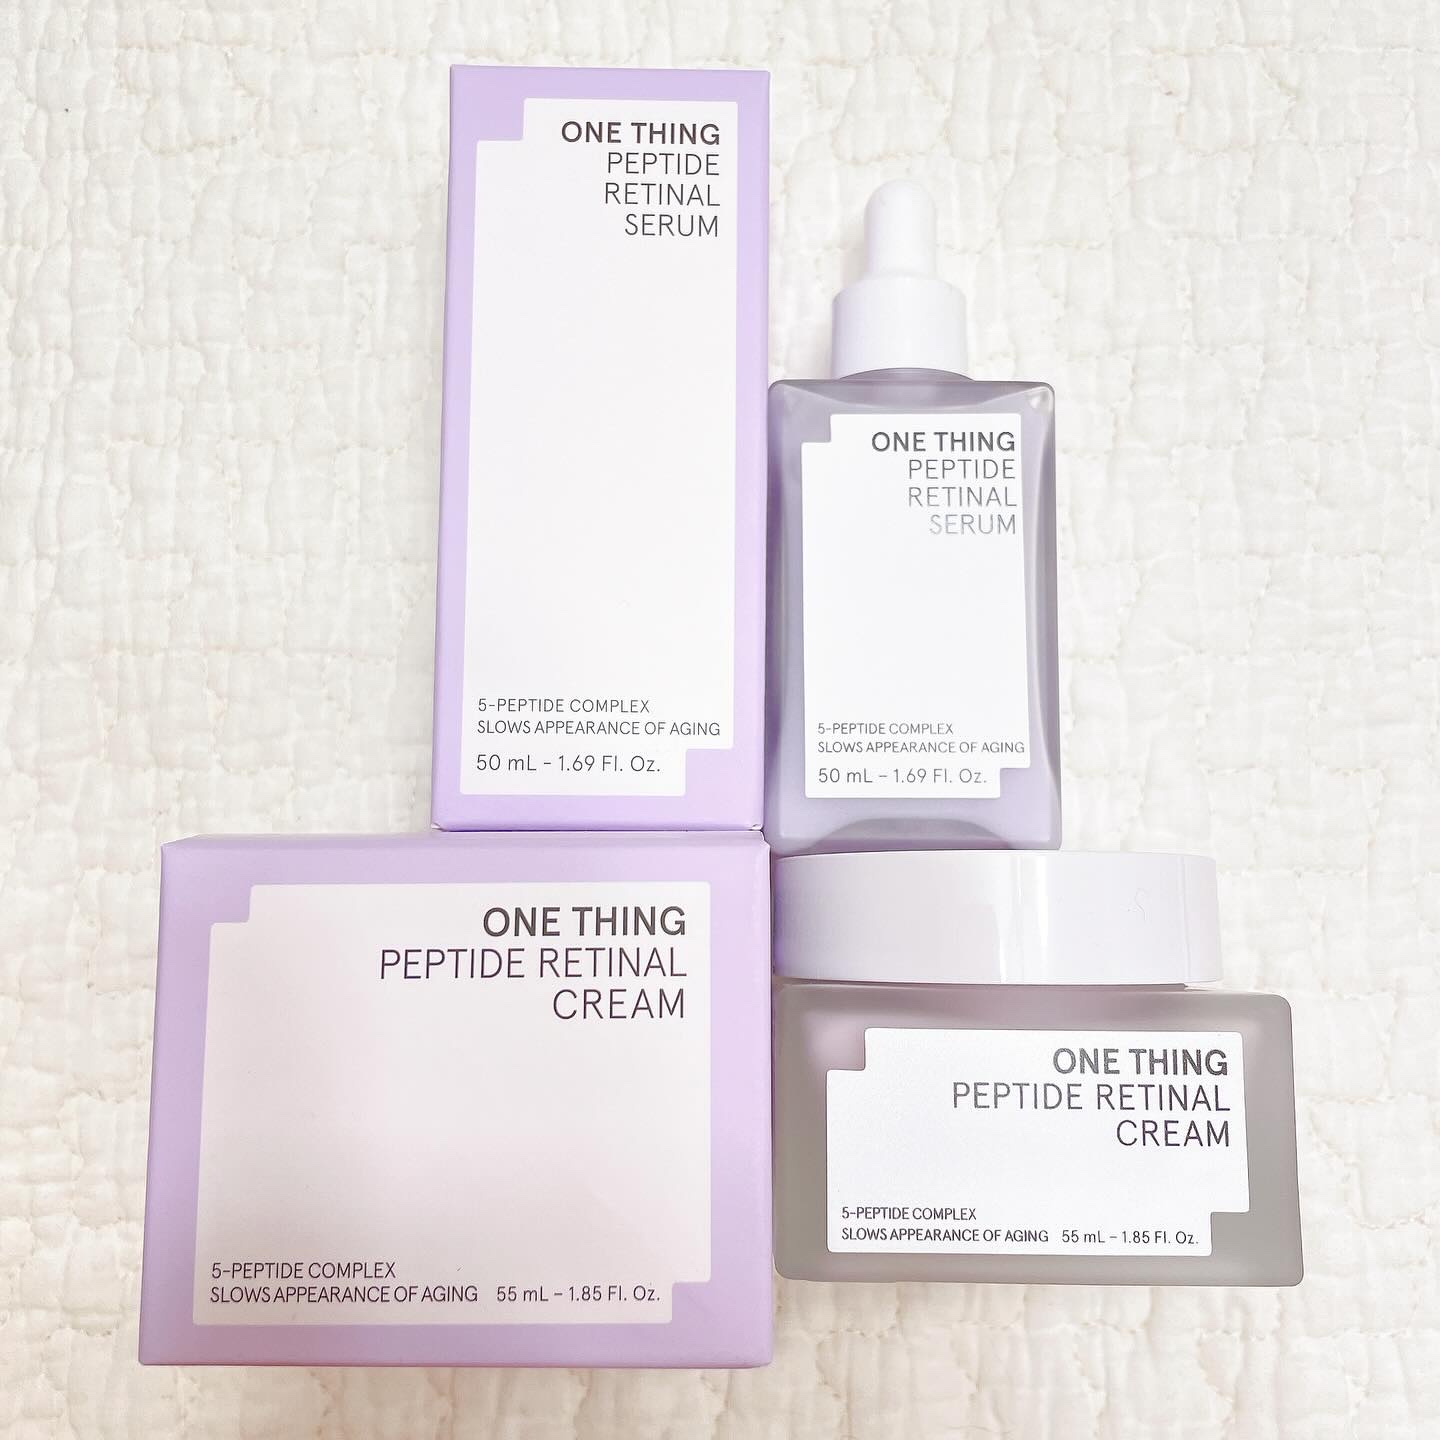 ONE THING
PEPTIDE
RETINAL
SERUM
5-PEPTIDE COMPLEX
SLOWS APPEARANCE OF AGING
50 mL - 1.69 Fl. Oz.
ONE THING
PEPTIDE
RETINAL
SERUM
5-PEPTIDE COMPLEX
SLOWS APPEARANCE OF AGING
50 mL - 1.69 Fl. Oz.
ONE THING
PEPTIDE RETINAL
CREAM
5-PEPTIDE COMPLEX
SLOWS APPEARANCE OF AGING 55 mL - 1.85 Fl. Oz.
ONE THING
PEPTIDE RETINAL
CREAM
5-PEPTIDE COMPLEX
SLOWS APPEARANCE OF AGING 55 mL - 1.85 Fl. Oz.